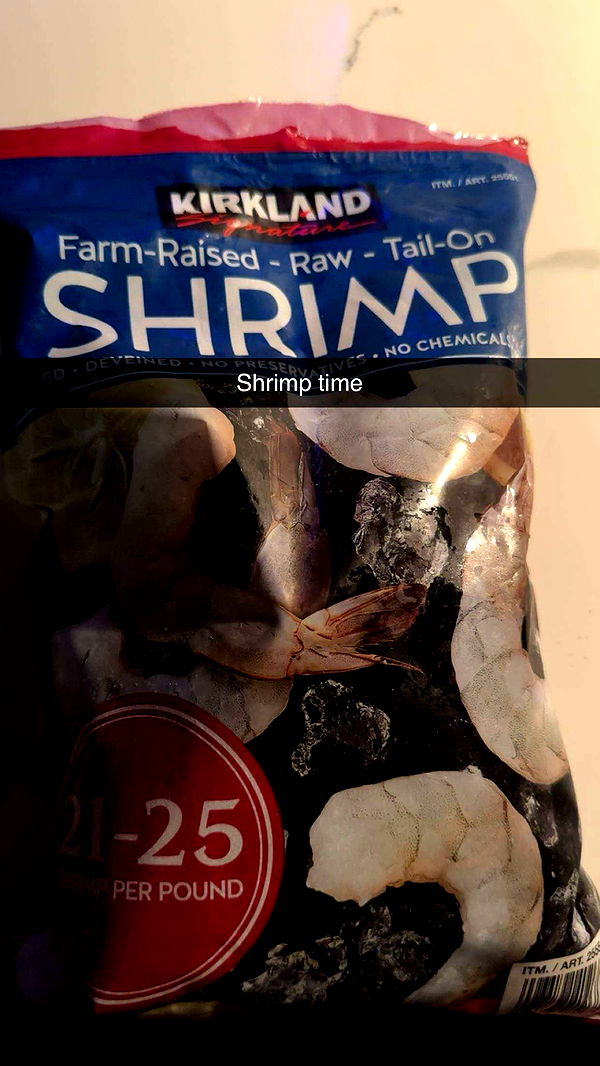 ITM. / ART.
KIRKLAND
Signature
Farm-Raised - Raw - Tail-On
SHRIMP
DEVEINED • NO PRESERVATIVES • NO CHEMICALS
Shrimp time
21-25
SHRIMP PER POUND
ITM. / ART.